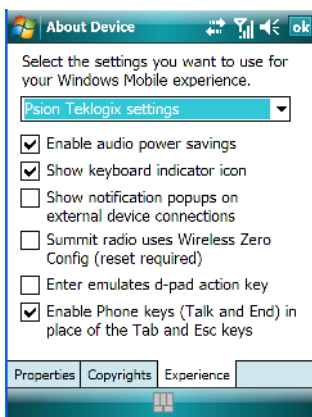 About Device
ok
Select the settings you want to use for
your Windows Mobile experience.
Psion Teklogix settings
Enable audio power savings
Show keyboard indicator icon
Show notification popups on
external device connections
Summit radio uses Wireless Zero
Config (reset required)
Enter emulates d-pad action key
Enable Phone keys (Talk and End) in
place of the Tab and Esc keys
Properties Copyrights Experience